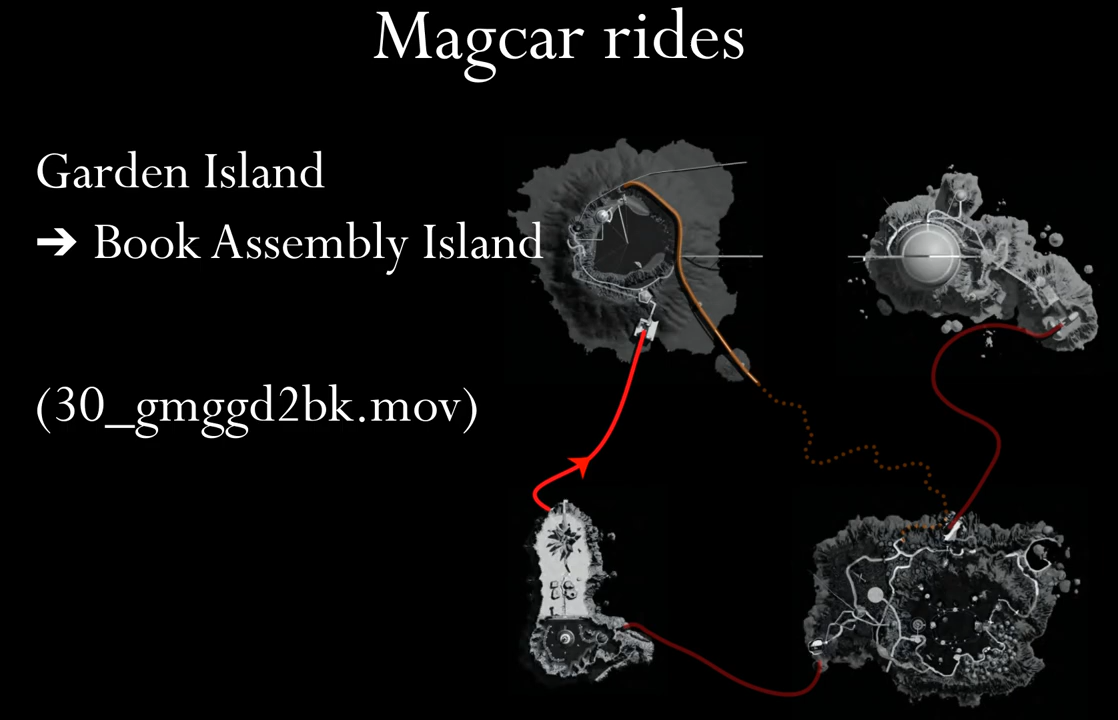 Magcar rides
Garden Island
➔ Book Assembly Island
(30_gmggd2bk.mov)